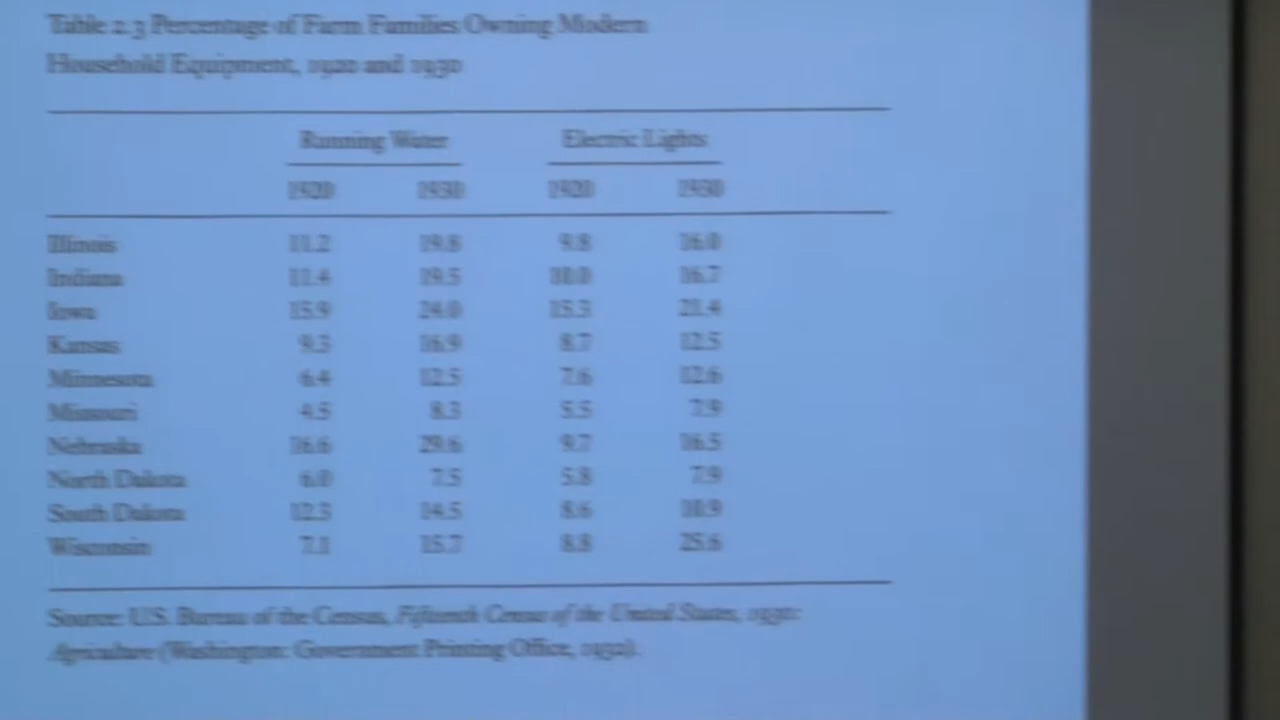 Table 2.3 Percentage of Farm Families Owning Modern
Household Equipment, 1920 and 1930
Running Water Electric Lights
1920 1930 1920 1930
Illinois 11.2 19.8 9.8 16.0
Indiana 11.4 19.5 10.0 16.7
Iowa 15.9 24.0 15.3 21.4
Kansas 9.3 16.9 8.7 12.5
Minnesota 6.4 12.5 7.6 12.6
Missouri 4.5 8.3 5.5 7.9
Nebraska 16.6 29.6 9.7 16.5
North Dakota 6.0 7.5 5.8 7.9
South Dakota 12.3 14.5 8.6 10.9
Wisconsin 7.1 15.7 8.8 25.6
Source: U.S. Bureau of the Census, Fifteenth Census of the United States, 1930:
Agriculture (Washington: Government Printing Office, 1932).